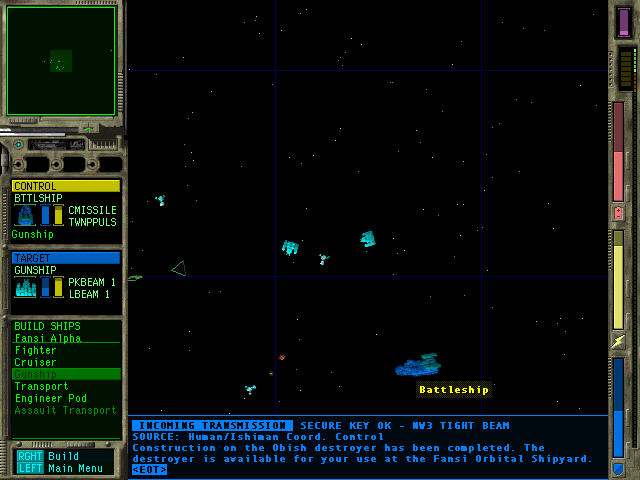 CONTROL
BTTLSHIP
CMISSILE
TWNPPULS
Gunship
TARGET
GUNSHIP
PKBEAM 1
LBEAM 1
BUILD SHIPS
Fansi Alpha
Fighter
Cruiser
Gunship
Transport
Engineer Pod
Assault Transport
RGHT Build
LEFT Main Menu
Battleship
INCOMING TRANSMISSION SECURE KEY OK - NW3 TIGHT BEAM
SOURCE: Human/Ishiman Coord. Control
Construction on the Obish destroyer has been completed. The
destroyer is available for your use at the Fansi Orbital Shipyard.
<EOT>